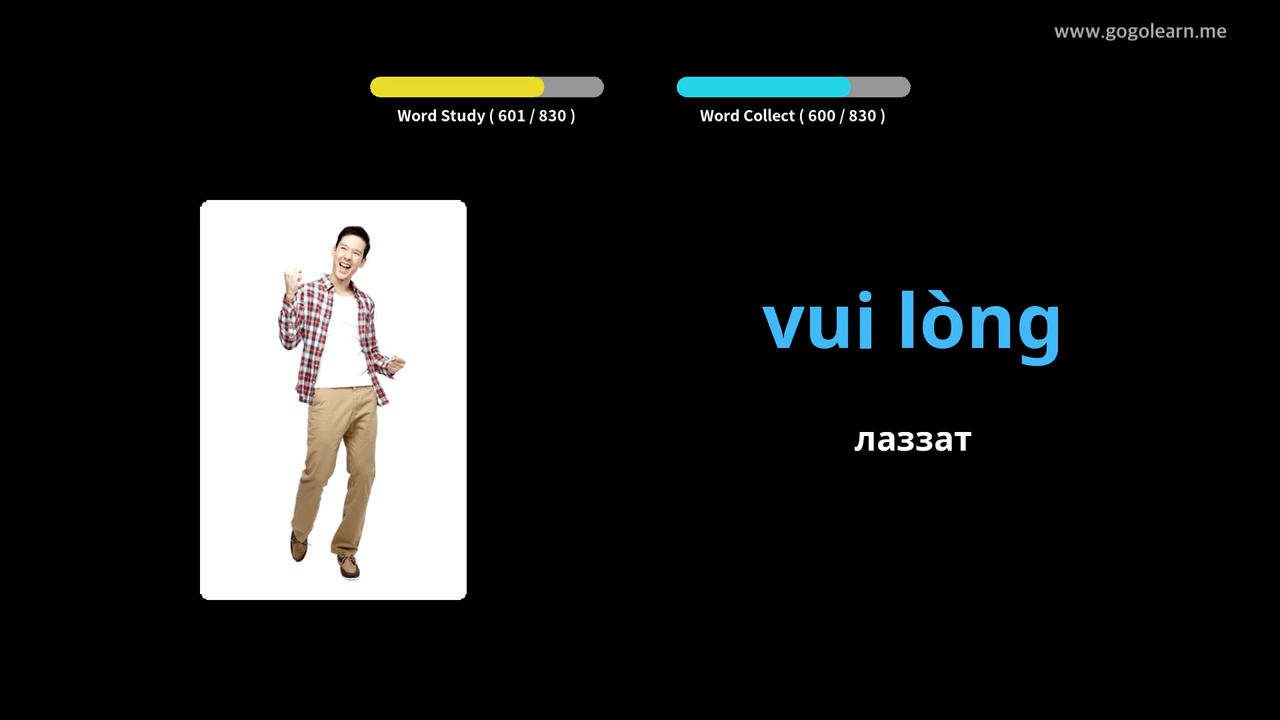 www.gogolearn.me
Word Study ( 601 / 830 )
Word Collect ( 600 / 830 )
vui lòng
лаззат